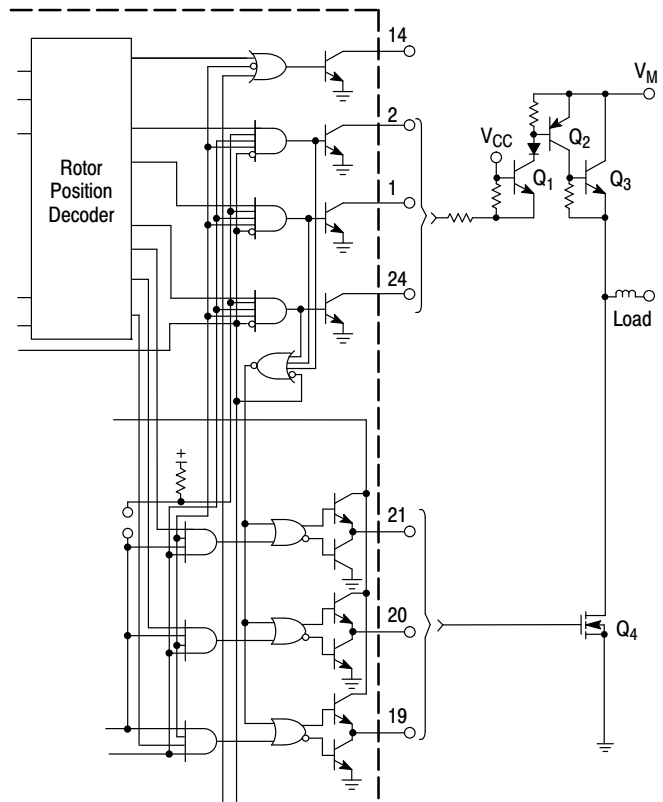 14
V_M
2
V_CC
Q_2
Rotor
Position
Decoder
Q_1
Q_3
1
24
Load
+
21
20
Q_4
19